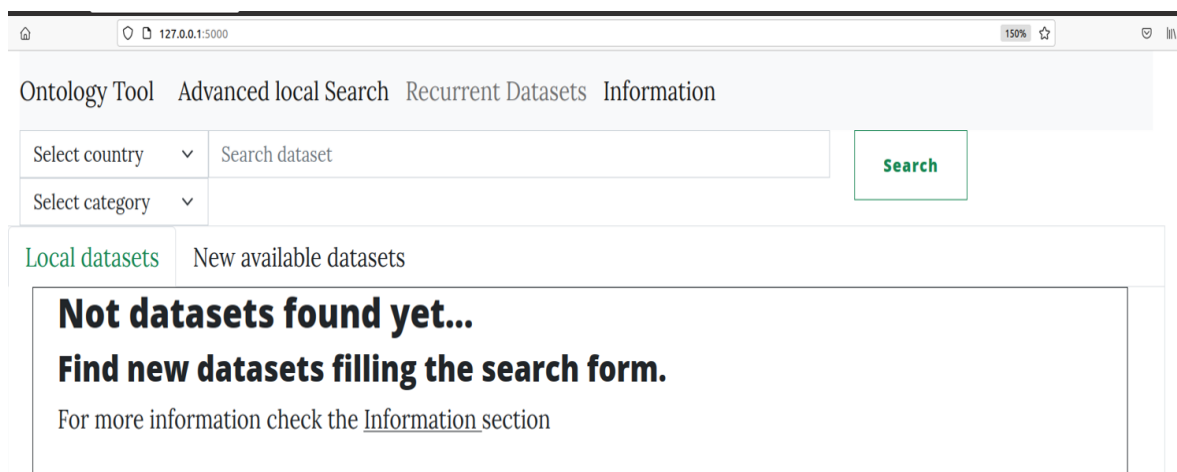 127.0.0.1:5000
150%
Ontology Tool Advanced local Search Recurrent Datasets Information
Select country Search dataset Search
Select category
Local datasets New available datasets
Not datasets found yet...
Find new datasets filling the search form.
For more information check the Information section